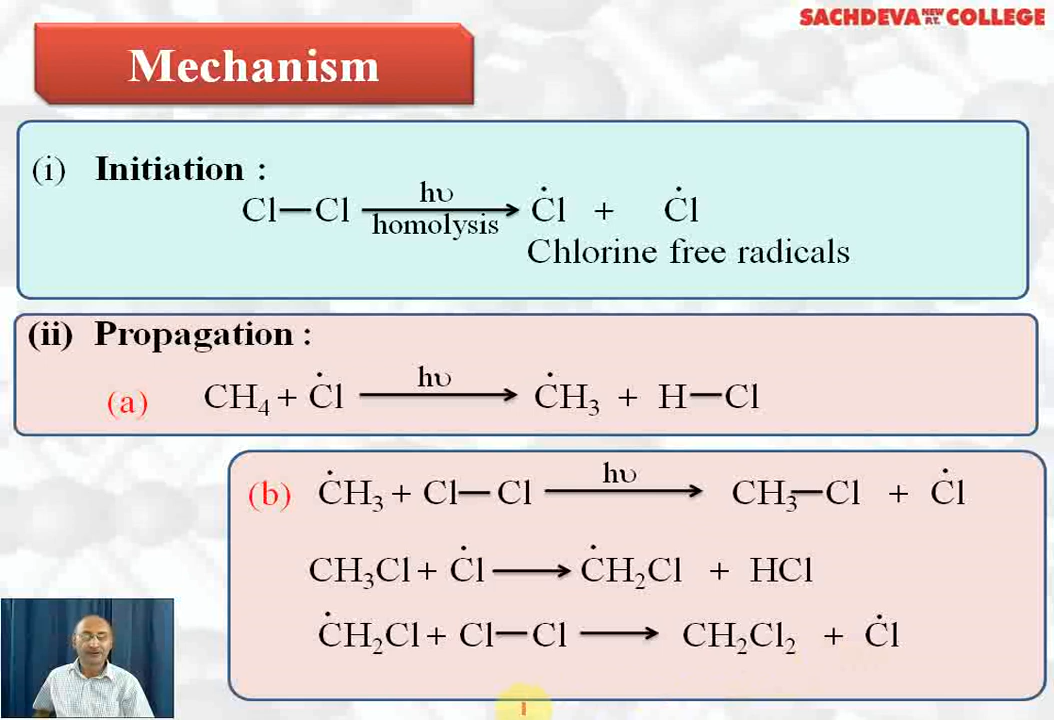 SACHDEVA NEW P.T. COLLEGE
Mechanism
(i) Initiation :
hυ
Cl—Cl ⟶ Ċl + Ċl
homolysis
Chlorine free radicals
(ii) Propagation :
hυ
(a) CH₄ + Ċl ⟶ ĊH₃ + H—Cl
hυ
(b) ĊH₃ + Cl—Cl ⟶ CH₃—Cl + Ċl
CH₃Cl + Ċl ⟶ ĊH₂Cl + HCl
ĊH₂Cl + Cl—Cl ⟶ CH₂Cl₂ + Ċl